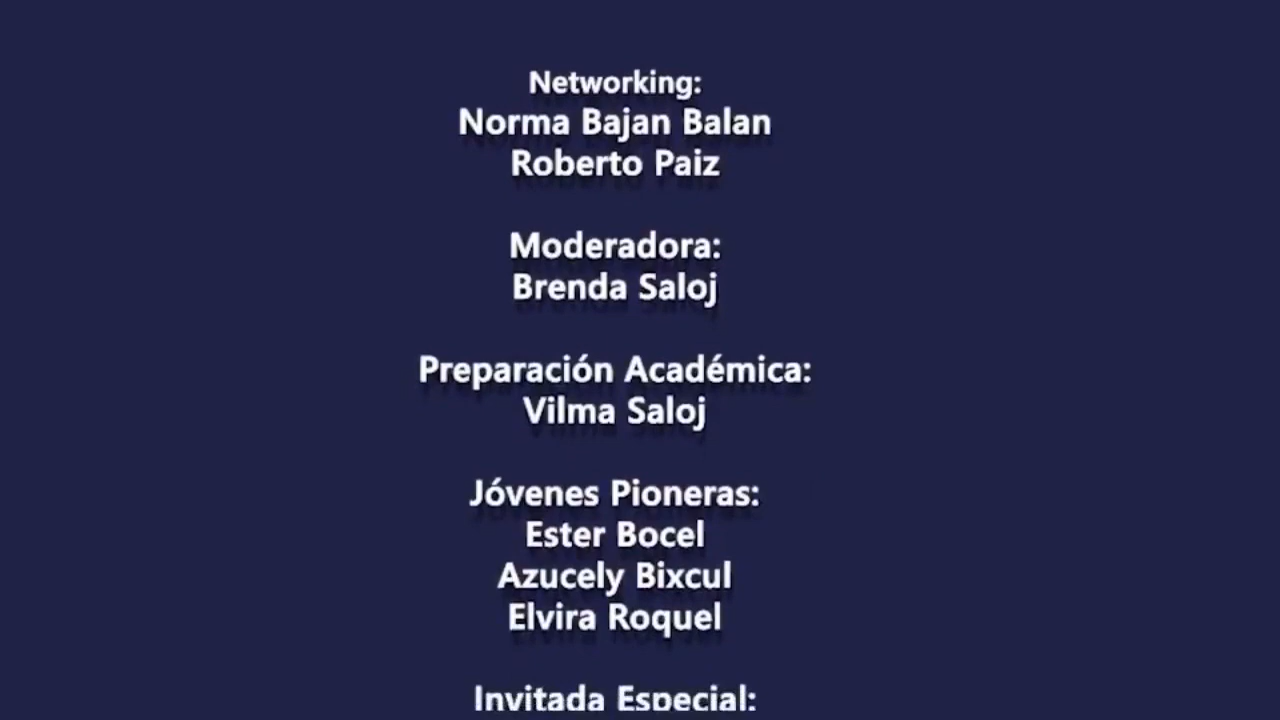 Networking:
Norma Bajan Balan
Roberto Paiz
Moderadora:
Brenda Saloj
Preparación Académica:
Vilma Saloj
Jóvenes Pioneras:
Ester Bocel
Azucely Bixcul
Elvira Roquel
Invitada Especial: